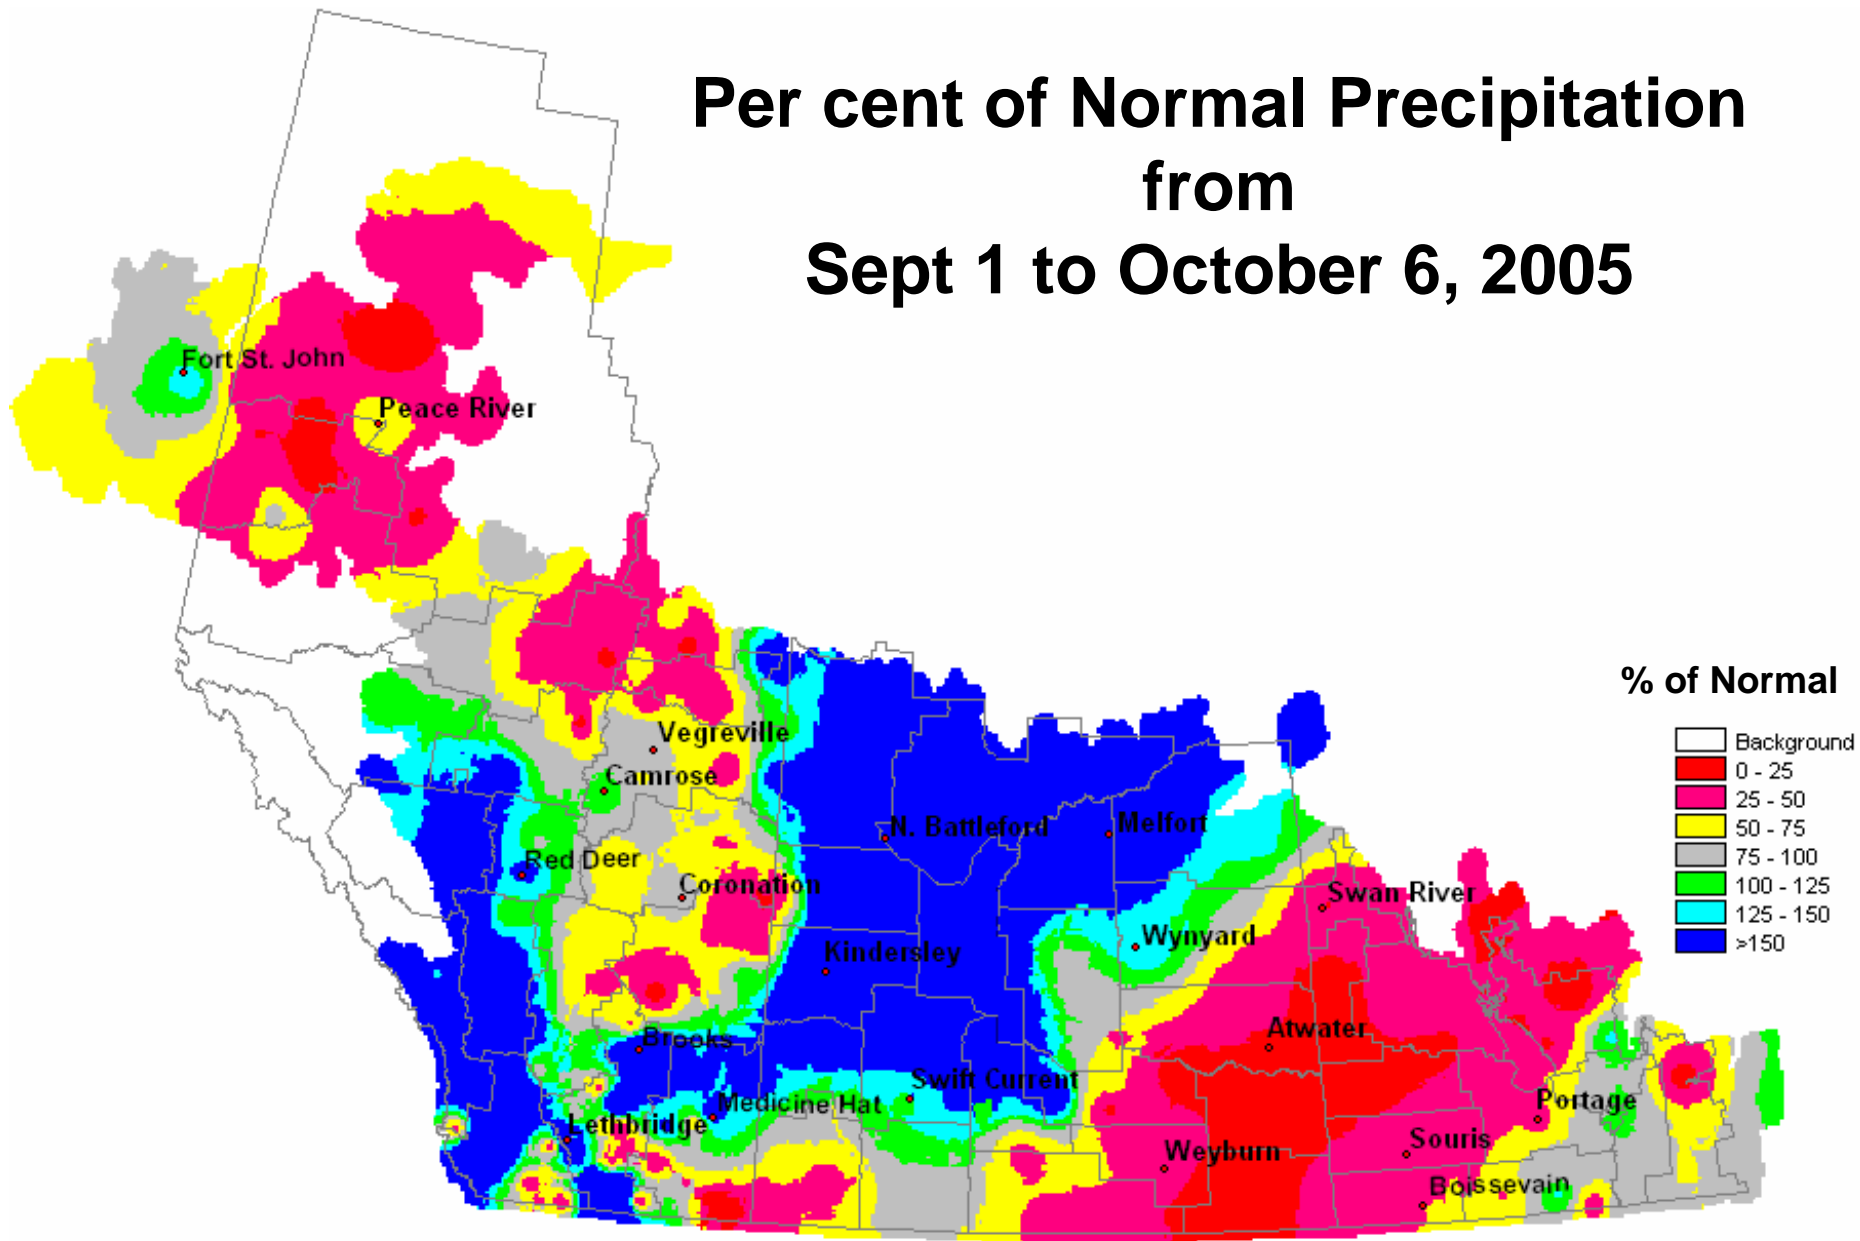 Per cent of Normal Precipitation
from
Sept 1 to October 6, 2005
Fort St. John
Peace River
% of Normal
Background
0 - 25
25 - 50
50 - 75
75 - 100
100 - 125
125 - 150
>150
Vegreville
Camrose
N. Battleford
Melfort
Red Deer
Coronation
Swan River
Wynyard
Kindersley
Atwater
Brooks
Swift Current
Medicine Hat
Portage
Lethbridge
Souris
Weyburn
Boissevain